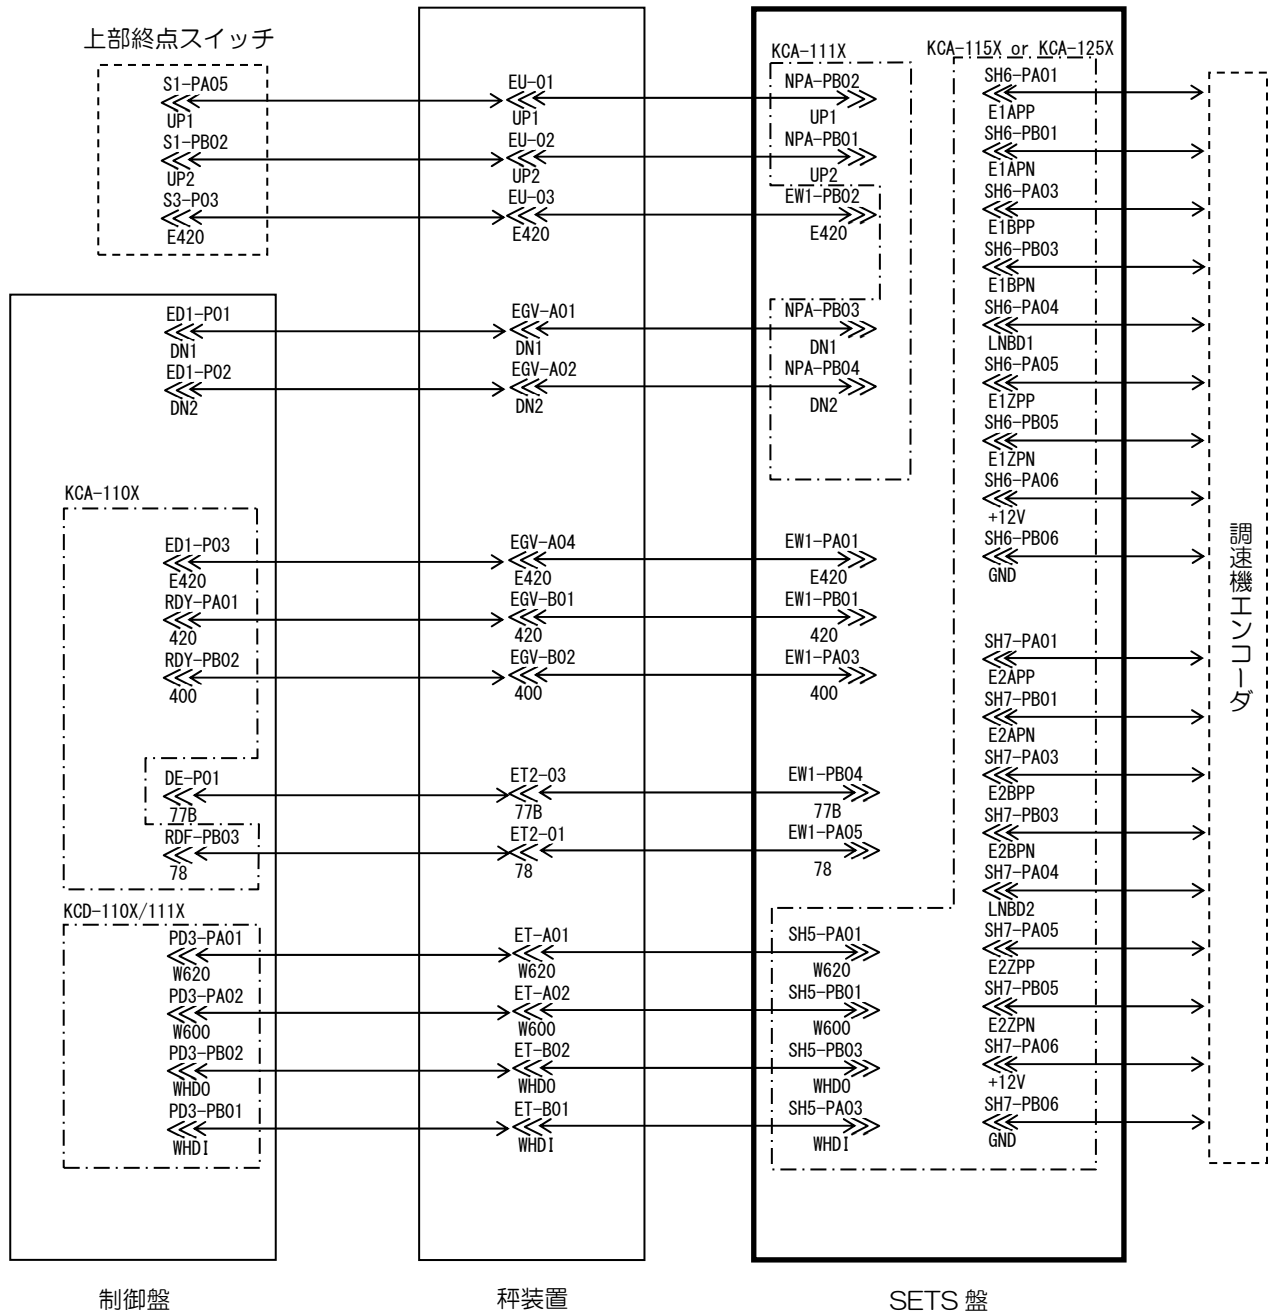 上部終点スイッチ
S1-PA05
UP1
S1-PB02
UP2
S3-P03
E420
ED1-P01
DN1
ED1-P02
DN2
KCA-110X
ED1-P03
E420
RDY-PA01
420
RDY-PB02
400
DE-P01
77B
RDF-PB03
78
KCD-110X/111X
PD3-PA01
W620
PD3-PA02
W600
PD3-PB02
WHDO
PD3-PB01
WHDI
制御盤
EU-01
UP1
EU-02
UP2
EU-03
E420
EGV-A01
DN1
EGV-A02
DN2
EGV-A04
E420
EGV-B01
420
EGV-B02
400
ET2-03
77B
ET2-01
78
ET-A01
W620
ET-A02
W600
ET-B02
WHDO
ET-B01
WHDI
秤装置
KCA-111X
NPA-PB02
UP1
NPA-PB01
UP2
EW1-PB02
E420
NPA-PB03
DN1
NPA-PB04
DN2
EW1-PA01
E420
EW1-PB01
420
EW1-PA03
400
EW1-PB04
77B
EW1-PA05
78
SH5-PA01
W620
SH5-PB01
W600
SH5-PB03
WHDO
SH5-PA03
WHDI
KCA-115X or KCA-125X
SH6-PA01
E1APP
SH6-PB01
E1APN
SH6-PA03
E1BPP
SH6-PB03
E1BPN
SH6-PA04
LNBD1
SH6-PA05
E1ZPP
SH6-PB05
E1ZPN
SH6-PA06
+12V
SH6-PB06
GND
SH7-PA01
E2APP
SH7-PB01
E2APN
SH7-PA03
E2BPP
SH7-PB03
E2BPN
SH7-PA04
LNBD2
SH7-PA05
E2ZPP
SH7-PB05
E2ZPN
SH7-PA06
+12V
SH7-PB06
GND
SETS 盤
調速機エンコーダ